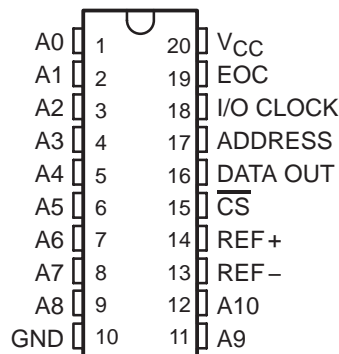 A0 1 20 VCC
A1 2 19 EOC
A2 3 18 I/O CLOCK
A3 4 17 ADDRESS
A4 5 16 DATA OUT
A5 6 15 C̅S̅
A6 7 14 REF+
A7 8 13 REF−
A8 9 12 A10
GND 10 11 A9